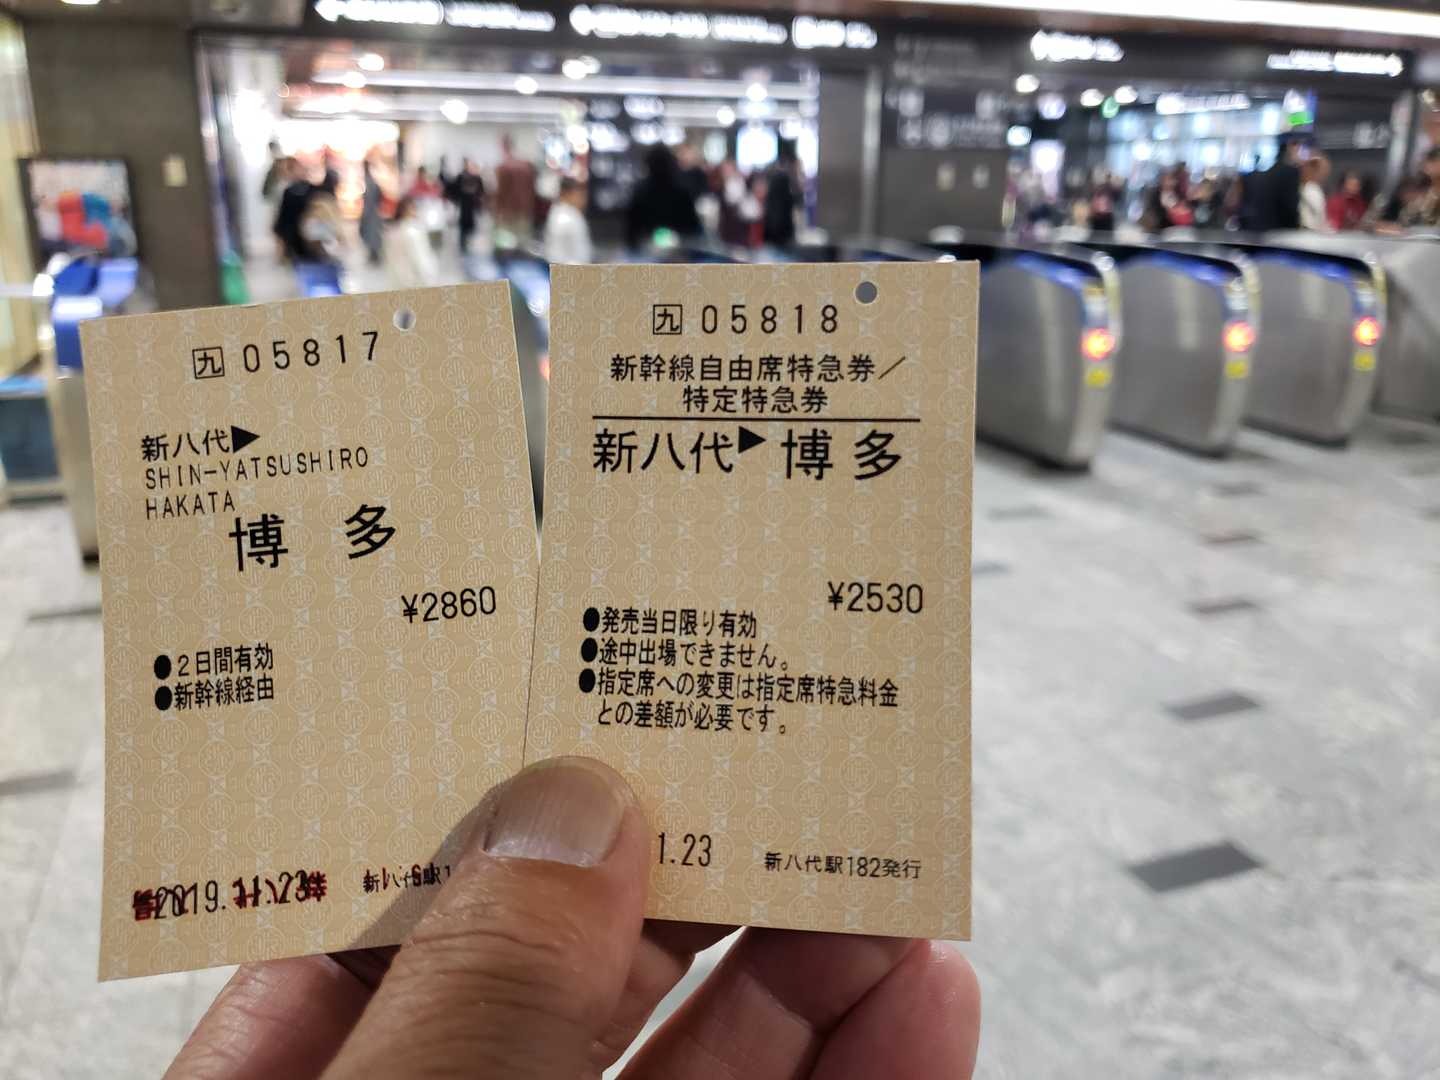 九 05817
新八代▶
SHIN-YATSUSHIRO
HAKATA
博多
¥2860
●2日間有効
●新幹線経由
2019.11.23
九 05818
新幹線自由席特急券／
特定特急券
新八代▶博多
¥2530
●発売当日限り有効
●途中出場できません。
●指定席への変更は指定席特急料金
との差額が必要です。
1.23 新八代駅182発行